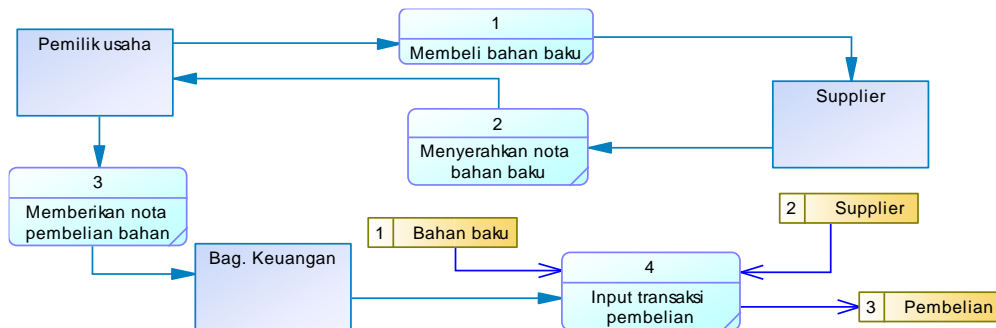 1
Pemilik usaha
Membeli bahan baku
2
Supplier
Menyerahkan nota
bahan baku
3
Memberikan nota
pembelian bahan
2 Supplier
1 Bahan baku
Bag. Keuangan
4
Input transaksi
pembelian
3 Pembelian